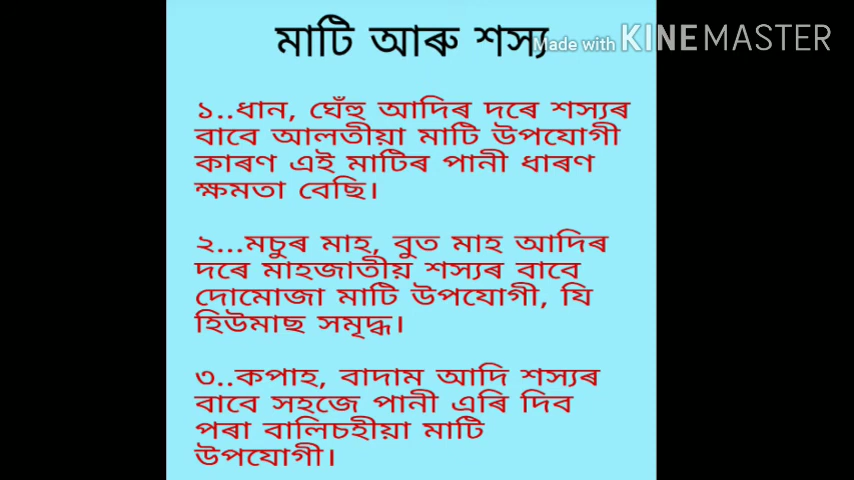 মাটি আৰু শস্য
Made with KINEMASTER
১..ধান, ঘেঁহু আদিৰ দৰে শস্যৰ
বাবে আলতীয়া মাটি উপযোগী
কাৰণ এই মাটিৰ পানী ধাৰণ
ক্ষমতা বেছি।
২...মচুৰ মাহ, বুত মাহ আদিৰ
দৰে মাহজাতীয় শস্যৰ বাবে
দোমোজা মাটি উপযোগী, যি
হিউমাছ সমৃদ্ধ।
৩..কপাহ, বাদাম আদি শস্যৰ
বাবে সহজে পানী এৰি দিব
পৰা বালিচহীয়া মাটি
উপযোগী।